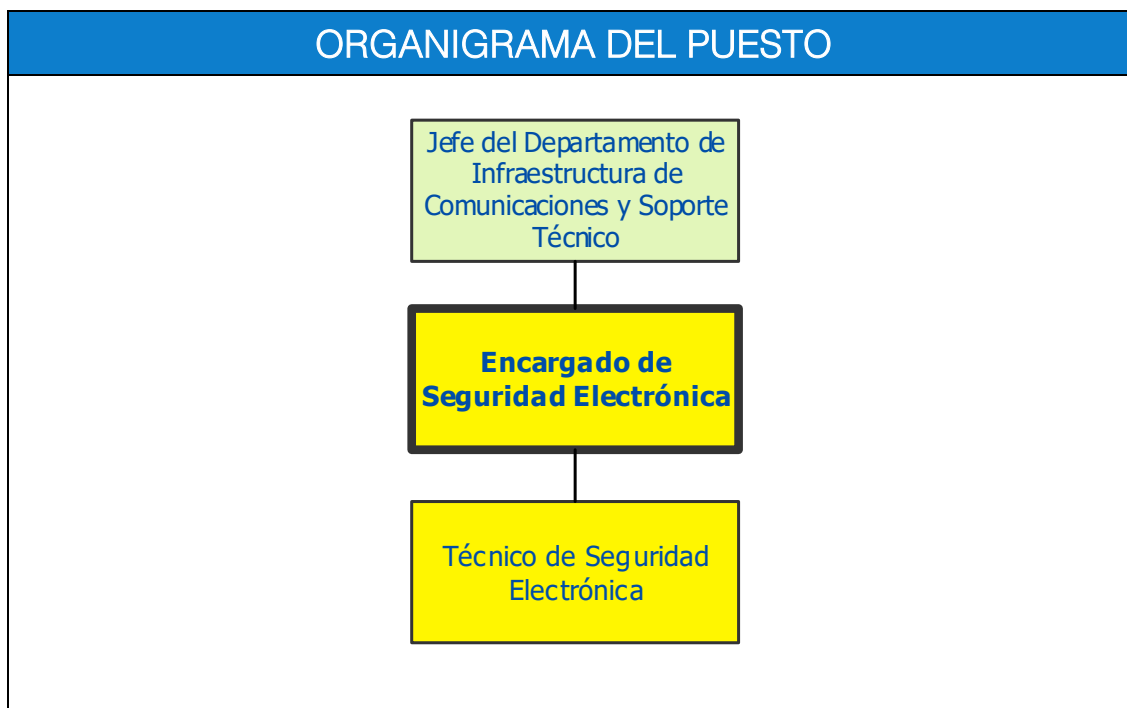 ORGANIGRAMA DEL PUESTO
Jefe del Departamento de
Infraestructura de
Comunicaciones y Soporte
Técnico
Encargado de
Seguridad Electrónica
Técnico de Seguridad
Electrónica